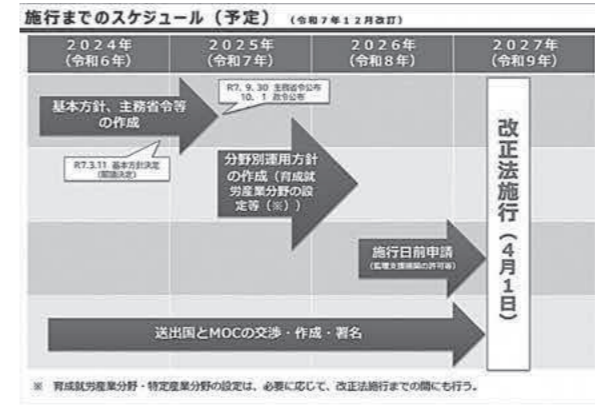 施行までのスケジュール（予定） （令和７年１２月改訂）
２０２４年
（令和６年）
２０２５年
（令和７年）
２０２６年
（令和８年）
２０２７年
（令和９年）
基本方針、主務省令等
の作成
R7.9.30 主務省令公布
10. 1 政令公布
R7.3.11 基本方針決定
（閣議決定）
分野別運用方針
の作成（育成就
労産業分野の設
定等（※））
施行日前申請
（監理支援機関の許可等）
送出国とMOCの交渉・作成・署名
改正法施行（４月１日）
※ 育成就労産業分野・特定産業分野の設定は、必要に応じて、改正法施行までの間にも行う。